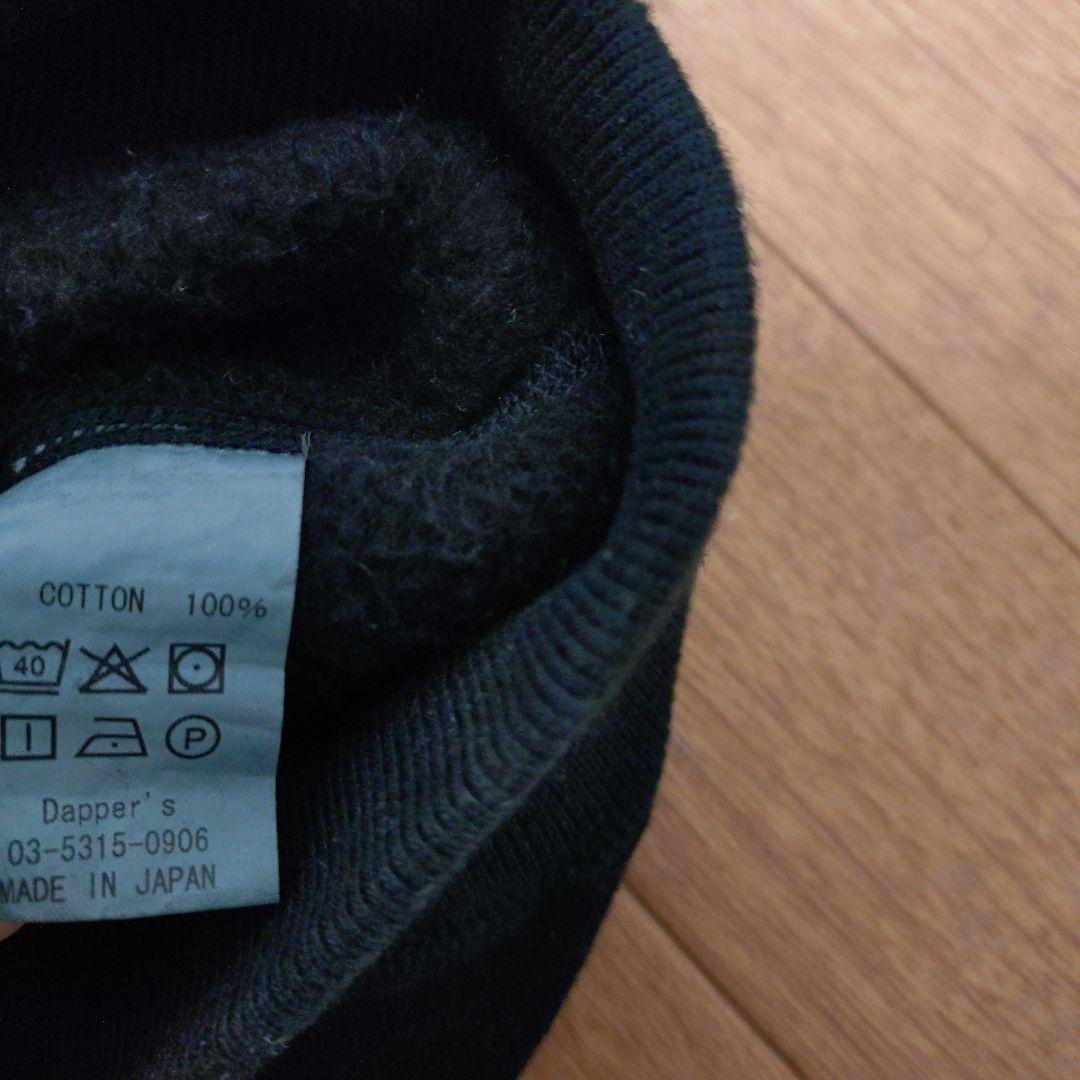 COTTON 100%
40
P
Dapper's
03-5315-0906
MADE IN JAPAN